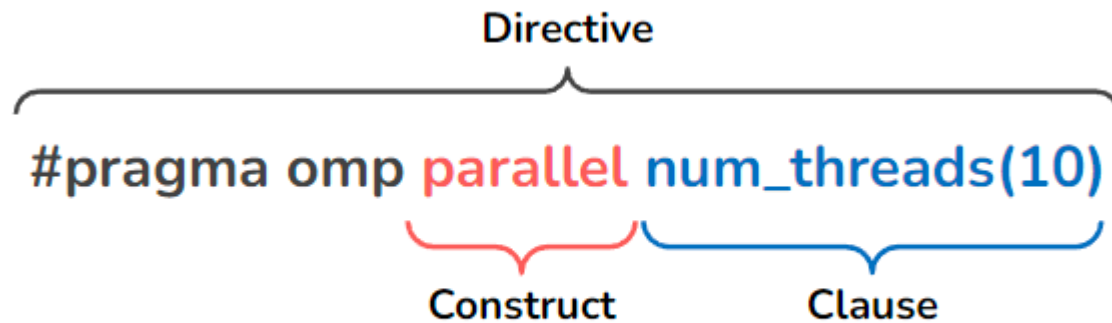 Directive
#pragma omp parallel num_threads(10)
Construct Clause